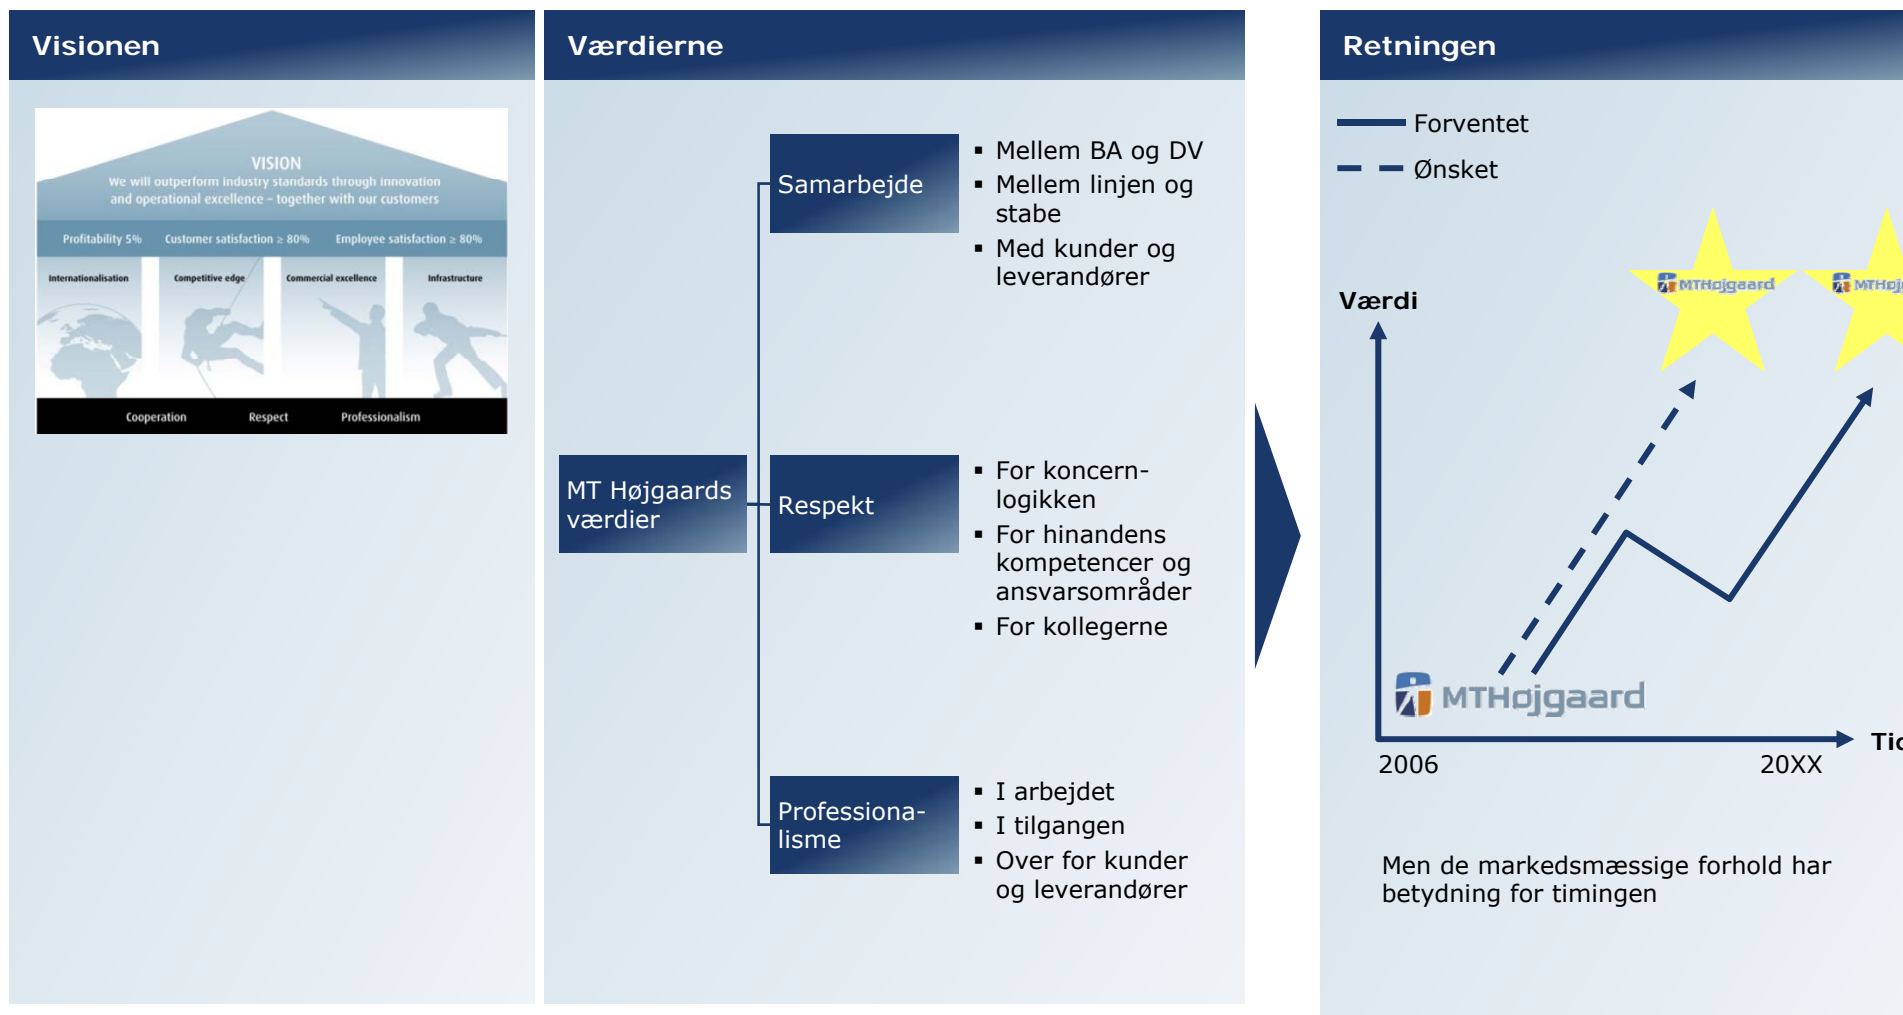 Visionen
VISION
We will outperform industry standards through innovation
and operational excellence – together with our customers
Profitability 5% Customer satisfaction ≥ 80% Employee satisfaction ≥ 80%
Internationalisation Competitive edge Commercial excellence Infrastructure
Cooperation Respect Professionalism
Værdierne
MT Højgaards
værdier
Samarbejde
▪ Mellem BA og DV
▪ Mellem linjen og
stabe
▪ Med kunder og
leverandører
Respekt
▪ For koncern-
logikken
▪ For hinandens
kompetencer og
ansvarsområder
▪ For kollegerne
Professiona-
lisme
▪ I arbejdet
▪ I tilgangen
▪ Over for kunder
og leverandører
Retningen
Forventet
Ønsket
MTHøjgaard
Værdi
MTHøjgaard
2006
20XX
Men de markedsmæssige forhold har
betydning for timingen